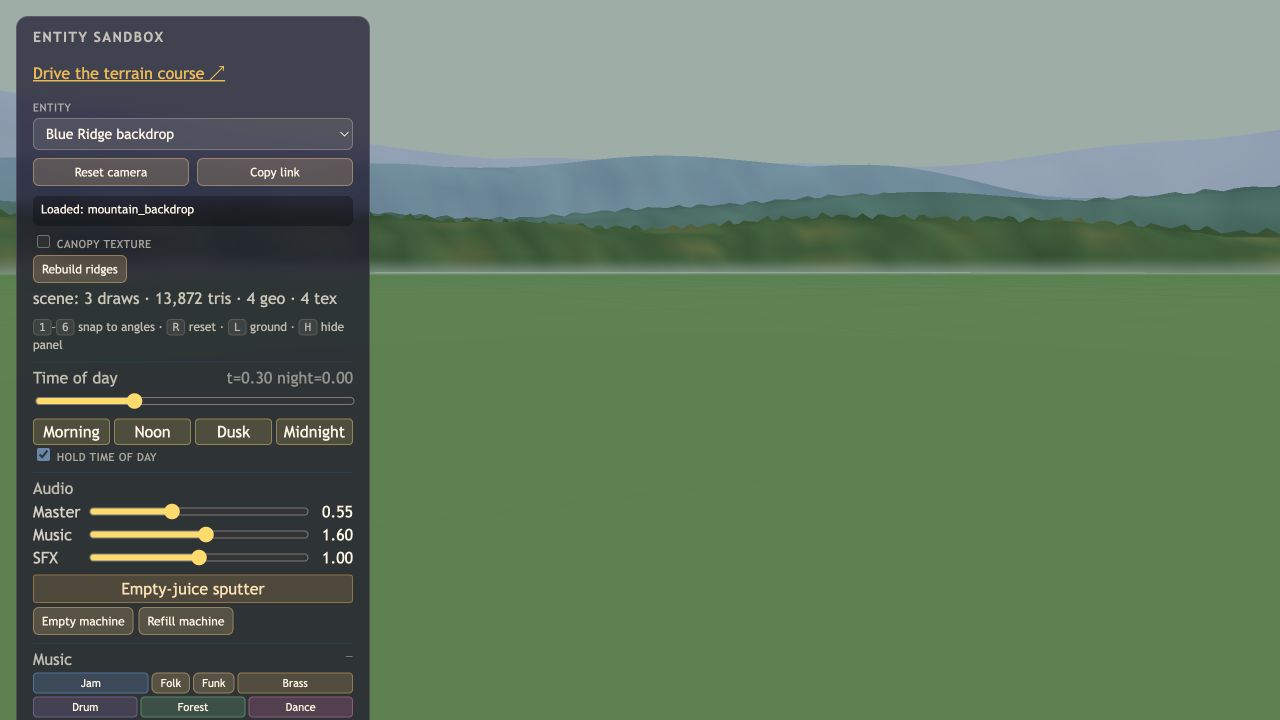 ENTITY SANDBOX
Drive the terrain course ↗
ENTITY
Blue Ridge backdrop
Reset camera
Copy link
Loaded: mountain_backdrop
CANOPY TEXTURE
Rebuild ridges
scene: 3 draws · 13,872 tris · 4 geo · 4 tex
1-6 snap to angles · R reset · L ground · H hide
panel
Time of day t=0.30 night=0.00
Morning Noon Dusk Midnight
HOLD TIME OF DAY
Audio
Master 0.55
Music 1.60
SFX 1.00
Empty-juice sputter
Empty machine Refill machine
Music –
Jam Folk Funk Brass
Drum Forest Dance